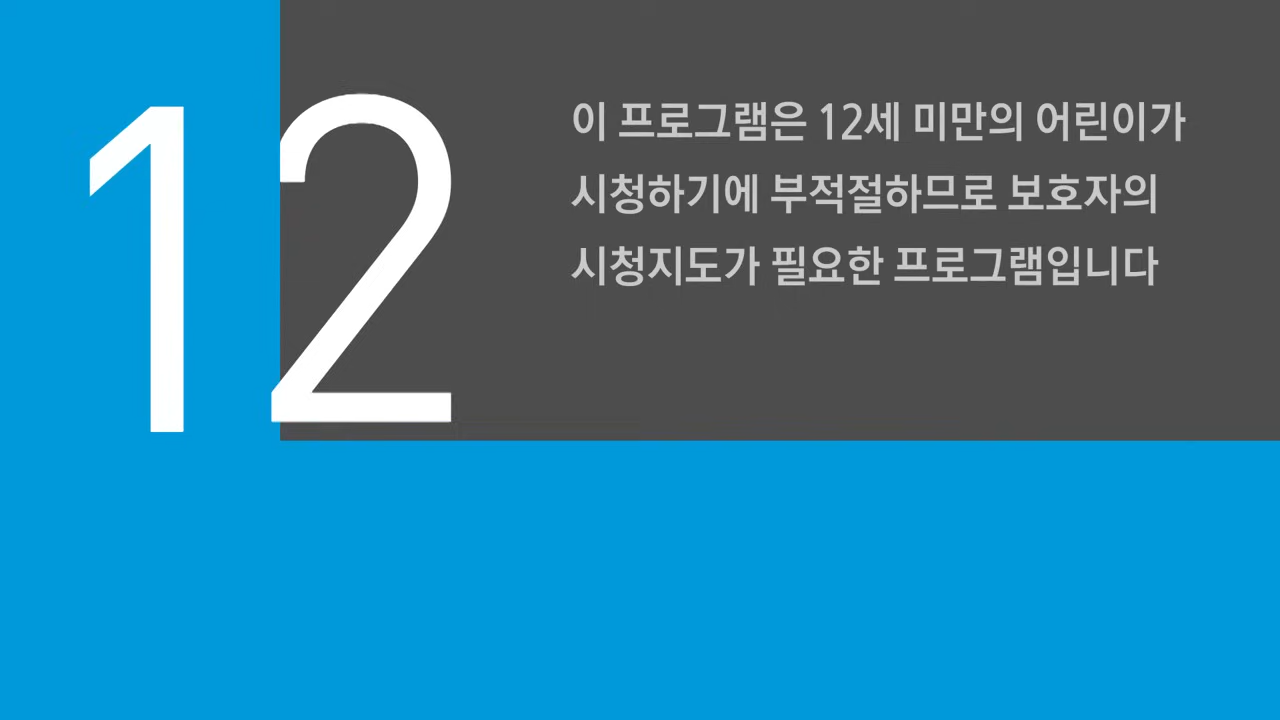 12
이 프로그램은 12세 미만의 어린이가
시청하기에 부적절하므로 보호자의
시청지도가 필요한 프로그램입니다